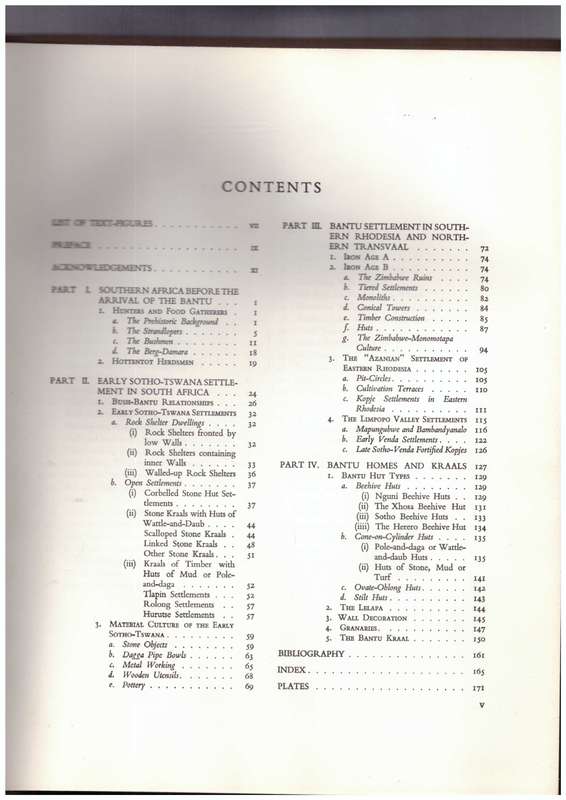 CONTENTS
LIST OF TEXT-FIGURES . . . . . . . . . . . VII
PREFACE . . . . . . . . . . . . . . . . . . IX
ACKNOWLEDGEMENTS . . . . . . . . . . . XI
PART I. SOUTHERN AFRICA BEFORE THE
ARRIVAL OF THE BANTU . . . 1
1. HUNTERS AND FOOD GATHERERS . 1
a. The Prehistoric Background . . 1
b. The Strandlopers . . . . . . 5
c. The Bushmen . . . . . . . . 11
d. The Berg-Damara . . . . . . 18
2. HOTTENTOT HERDSMEN . . . . 19
PART II. EARLY SOTHO-TSWANA SETTLE-
MENT IN SOUTH AFRICA . . . 24
1. BUSH-BANTU RELATIONSHIPS . . . 26
2. EARLY SOTHO-TSWANA SETTLEMENTS 32
a. Rock Shelter Dwellings . . . . 32
(i) Rock Shelters fronted by
low Walls . . . . . . . 32
(ii) Rock Shelters containing
inner Walls . . . . . . 33
(iii) Walled-up Rock Shelters 36
b. Open Settlements . . . . . . . 37
(i) Corbelled Stone Hut Set-
tlements . . . . . . . . 37
(ii) Stone Kraals with Huts of
Wattle-and-Daub . . . . 44
Scalloped Stone Kraals . 44
Linked Stone Kraals . . 48
Other Stone Kraals . . . 51
(iii) Kraals of Timber with
Huts of Mud or Pole-
and-daga . . . . . . . 52
Tlapin Settlements . . . 52
Rolong Settlements . . 57
Hurutse Settlements . . 57
3. MATERIAL CULTURE OF THE EARLY
SOTHO-TSWANA . . . . . . . . . 59
a. Stone Objects . . . . . . . . 59
b. Dagga Pipe Bowls . . . . . . 63
c. Metal Working . . . . . . . 65
d. Wooden Utensils . . . . . . . 68
e. Pottery . . . . . . . . . . . 69
PART III. BANTU SETTLEMENT IN SOUTH-
ERN RHODESIA AND NORTH-
ERN TRANSVAAL . . . . . . . 72
1. IRON AGE A . . . . . . . . . . . 74
2. IRON AGE B . . . . . . . . . . . 74
a. The Zimbabwe Ruins . . . . 74
b. Tiered Settlements . . . . . 80
c. Monoliths . . . . . . . . . . 82
d. Conical Towers . . . . . . . 84
e. Timber Construction . . . . . 85
f. Huts . . . . . . . . . . . . 87
g. The Zimbabwe-Monomotapa
Culture . . . . . . . . . . . 94
3. THE "AZANIAN" SETTLEMENT OF
EASTERN RHODESIA . . . . . . . 105
a. Pit-Circles . . . . . . . . . . 105
b. Cultivation Terraces . . . . . 110
c. Kopje Settlements in Eastern
Rhodesia . . . . . . . . . . 111
4. THE LIMPOPO VALLEY SETTLEMENTS 115
a. Mapungubwe and Bambandyanalo 116
b. Early Venda Settlements . . . . 122
c. Late Sotho-Venda Fortified Kopjes 126
PART IV. BANTU HOMES AND KRAALS 127
1. BANTU HUT TYPES . . . . . . . 129
a. Beehive Huts . . . . . . . . 129
(i) Nguni Beehive Huts . . 129
(ii) The Xhosa Beehive Hut 131
(iii) Sotho Beehive Huts . . 133
(iiii) The Herero Beehive Hut 134
b. Cone-on-Cylinder Huts . . . . 135
(i) Pole-and-daga or Wattle-
and-daub Huts . . . . . 135
(ii) Huts of Stone, Mud or
Turf . . . . . . . . . . 141
c. Ovate-Oblong Huts . . . . . . 142
d. Stilt Huts . . . . . . . . . . 143
2. THE LELAPA . . . . . . . . . . . 144
3. WALL DECORATION . . . . . . . 145
4. GRANARIES . . . . . . . . . . . 147
5. THE BANTU KRAAL . . . . . . . 150
BIBLIOGRAPHY . . . . . . . . . . . . . . . 161
INDEX . . . . . . . . . . . . . . . . . . . 165
PLATES . . . . . . . . . . . . . . . . . . 171
V